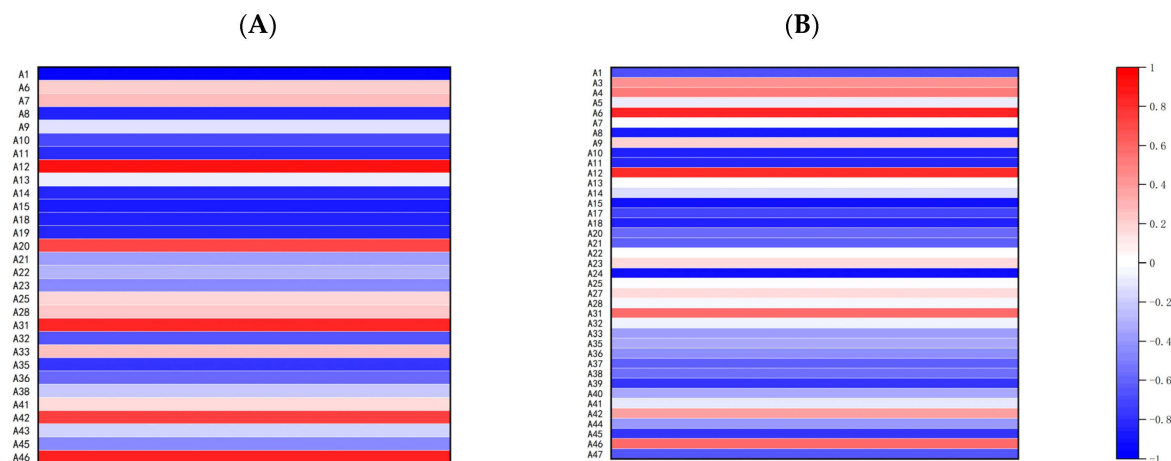 (A)
(B)
A1
A6
A7
A8
A9
A10
A11
A12
A13
A14
A15
A18
A19
A20
A21
A22
A23
A25
A28
A31
A32
A33
A35
A36
A38
A41
A42
A43
A45
A46
A1
A3
A4
A5
A6
A7
A8
A9
A10
A11
A12
A13
A14
A15
A17
A18
A20
A21
A22
A23
A24
A25
A27
A28
A31
A32
A33
A35
A36
A37
A38
A39
A40
A41
A42
A44
A45
A46
A47
1
0.8
0.6
0.4
0.2
0
-0.2
-0.4
-0.6
-0.8
-1